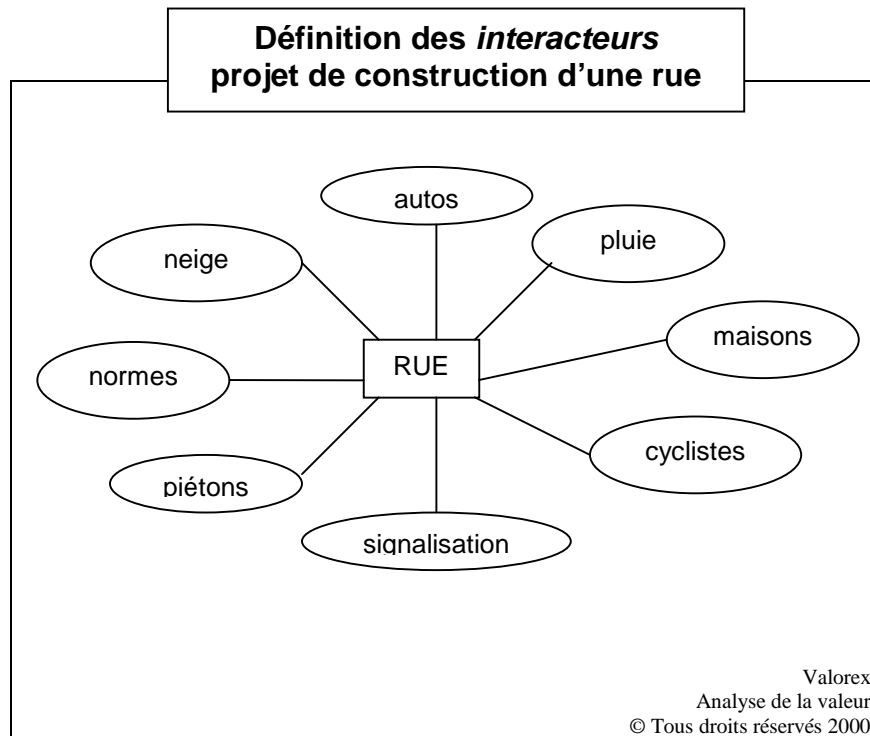 Définition des interacteurs
projet de construction d'une rue
autos
pluie
neige
maisons
RUE
normes
cyclistes
piétons
signalisation
Valorex
Analyse de la valeur
© Tous droits réservés 2000